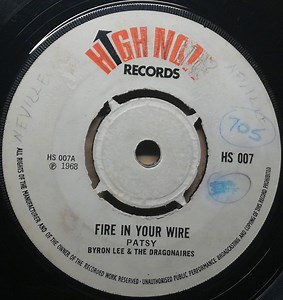 HIGH NOTE
RECORDS
NEVILLE
NEVILLE
705
HS 007A
℗ 1968
HS 007
FIRE IN YOUR WIRE
PATSY
BYRON LEE & THE DRAGONAIRES
ALL RIGHTS OF THE MANUFACTURER AND OF THE OWNER OF THE RECORDED WORK RESERVED UNAUTHORISED PUBLIC PERFORMANCE BROADCASTING AND COPYING OF THIS RECORD PROHIBITED